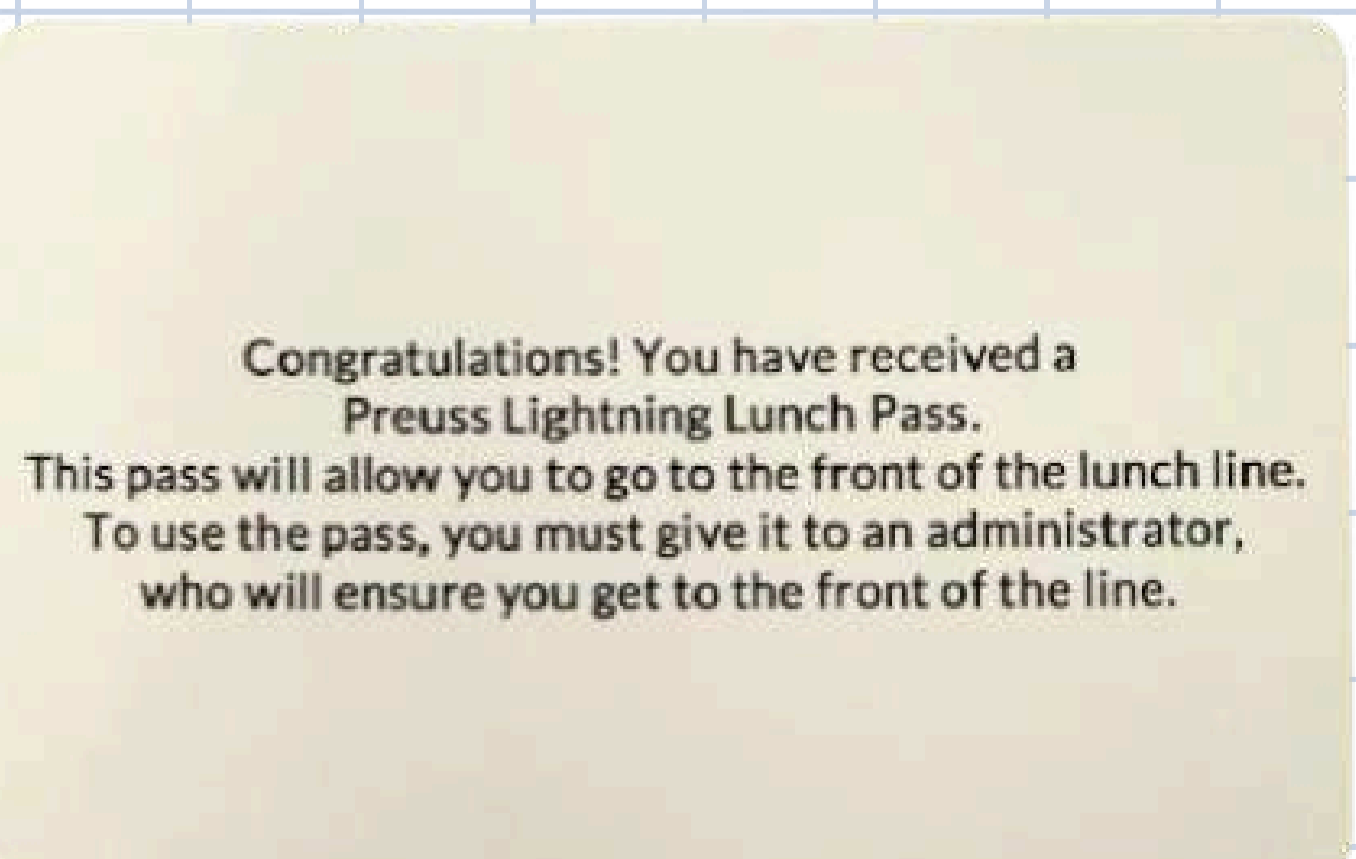 Congratulations! You have received a
Preuss Lightning Lunch Pass.
This pass will allow you to go to the front of the lunch line.
To use the pass, you must give it to an administrator,
who will ensure you get to the front of the line.